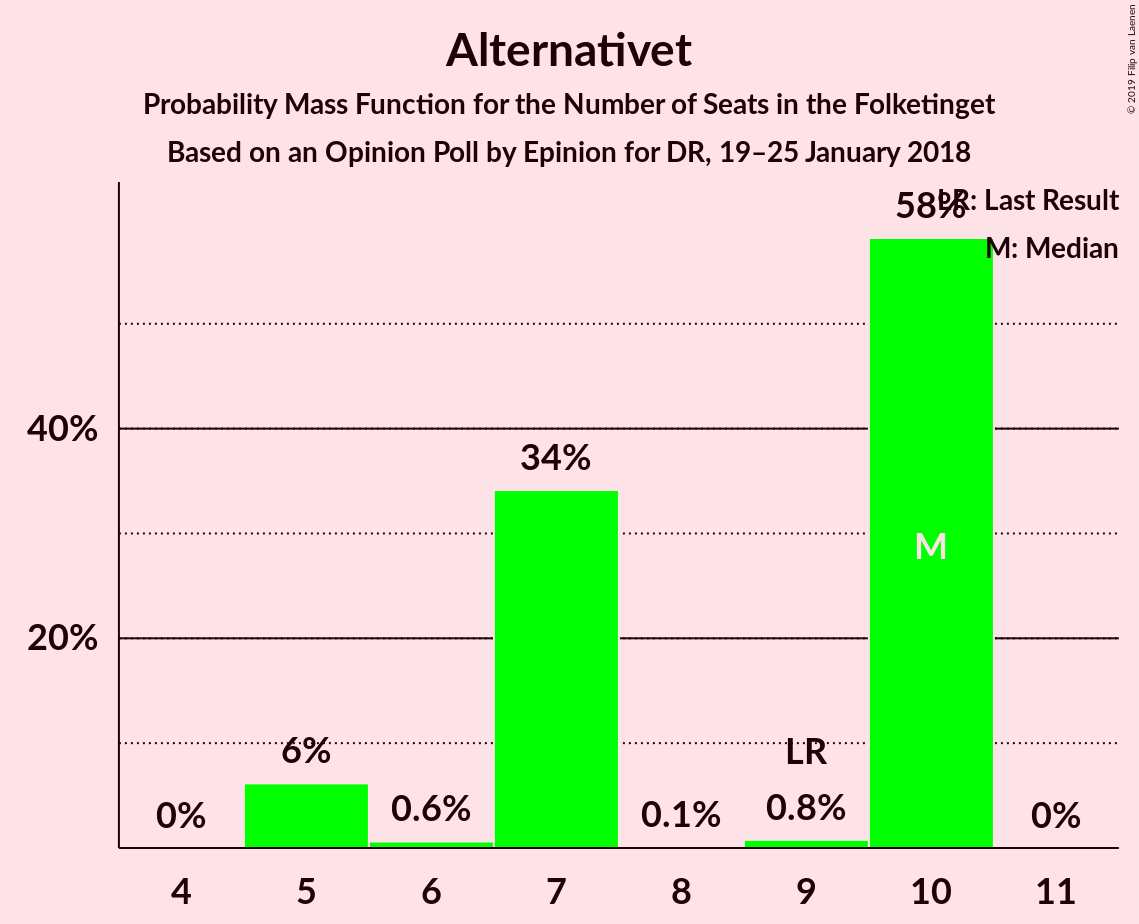 Alternativet
Probability Mass Function for the Number of Seats in the Folketinget
Based on an Opinion Poll by Epinion for DR, 19–25 January 2018
© 2019 Filip van Laenen
LR: Last Result
M: Median
58%
40%
34%
M
20%
6%
LR
0% 0.6% 0.1% 0.8% 0%
4 5 6 7 8 9 10 11